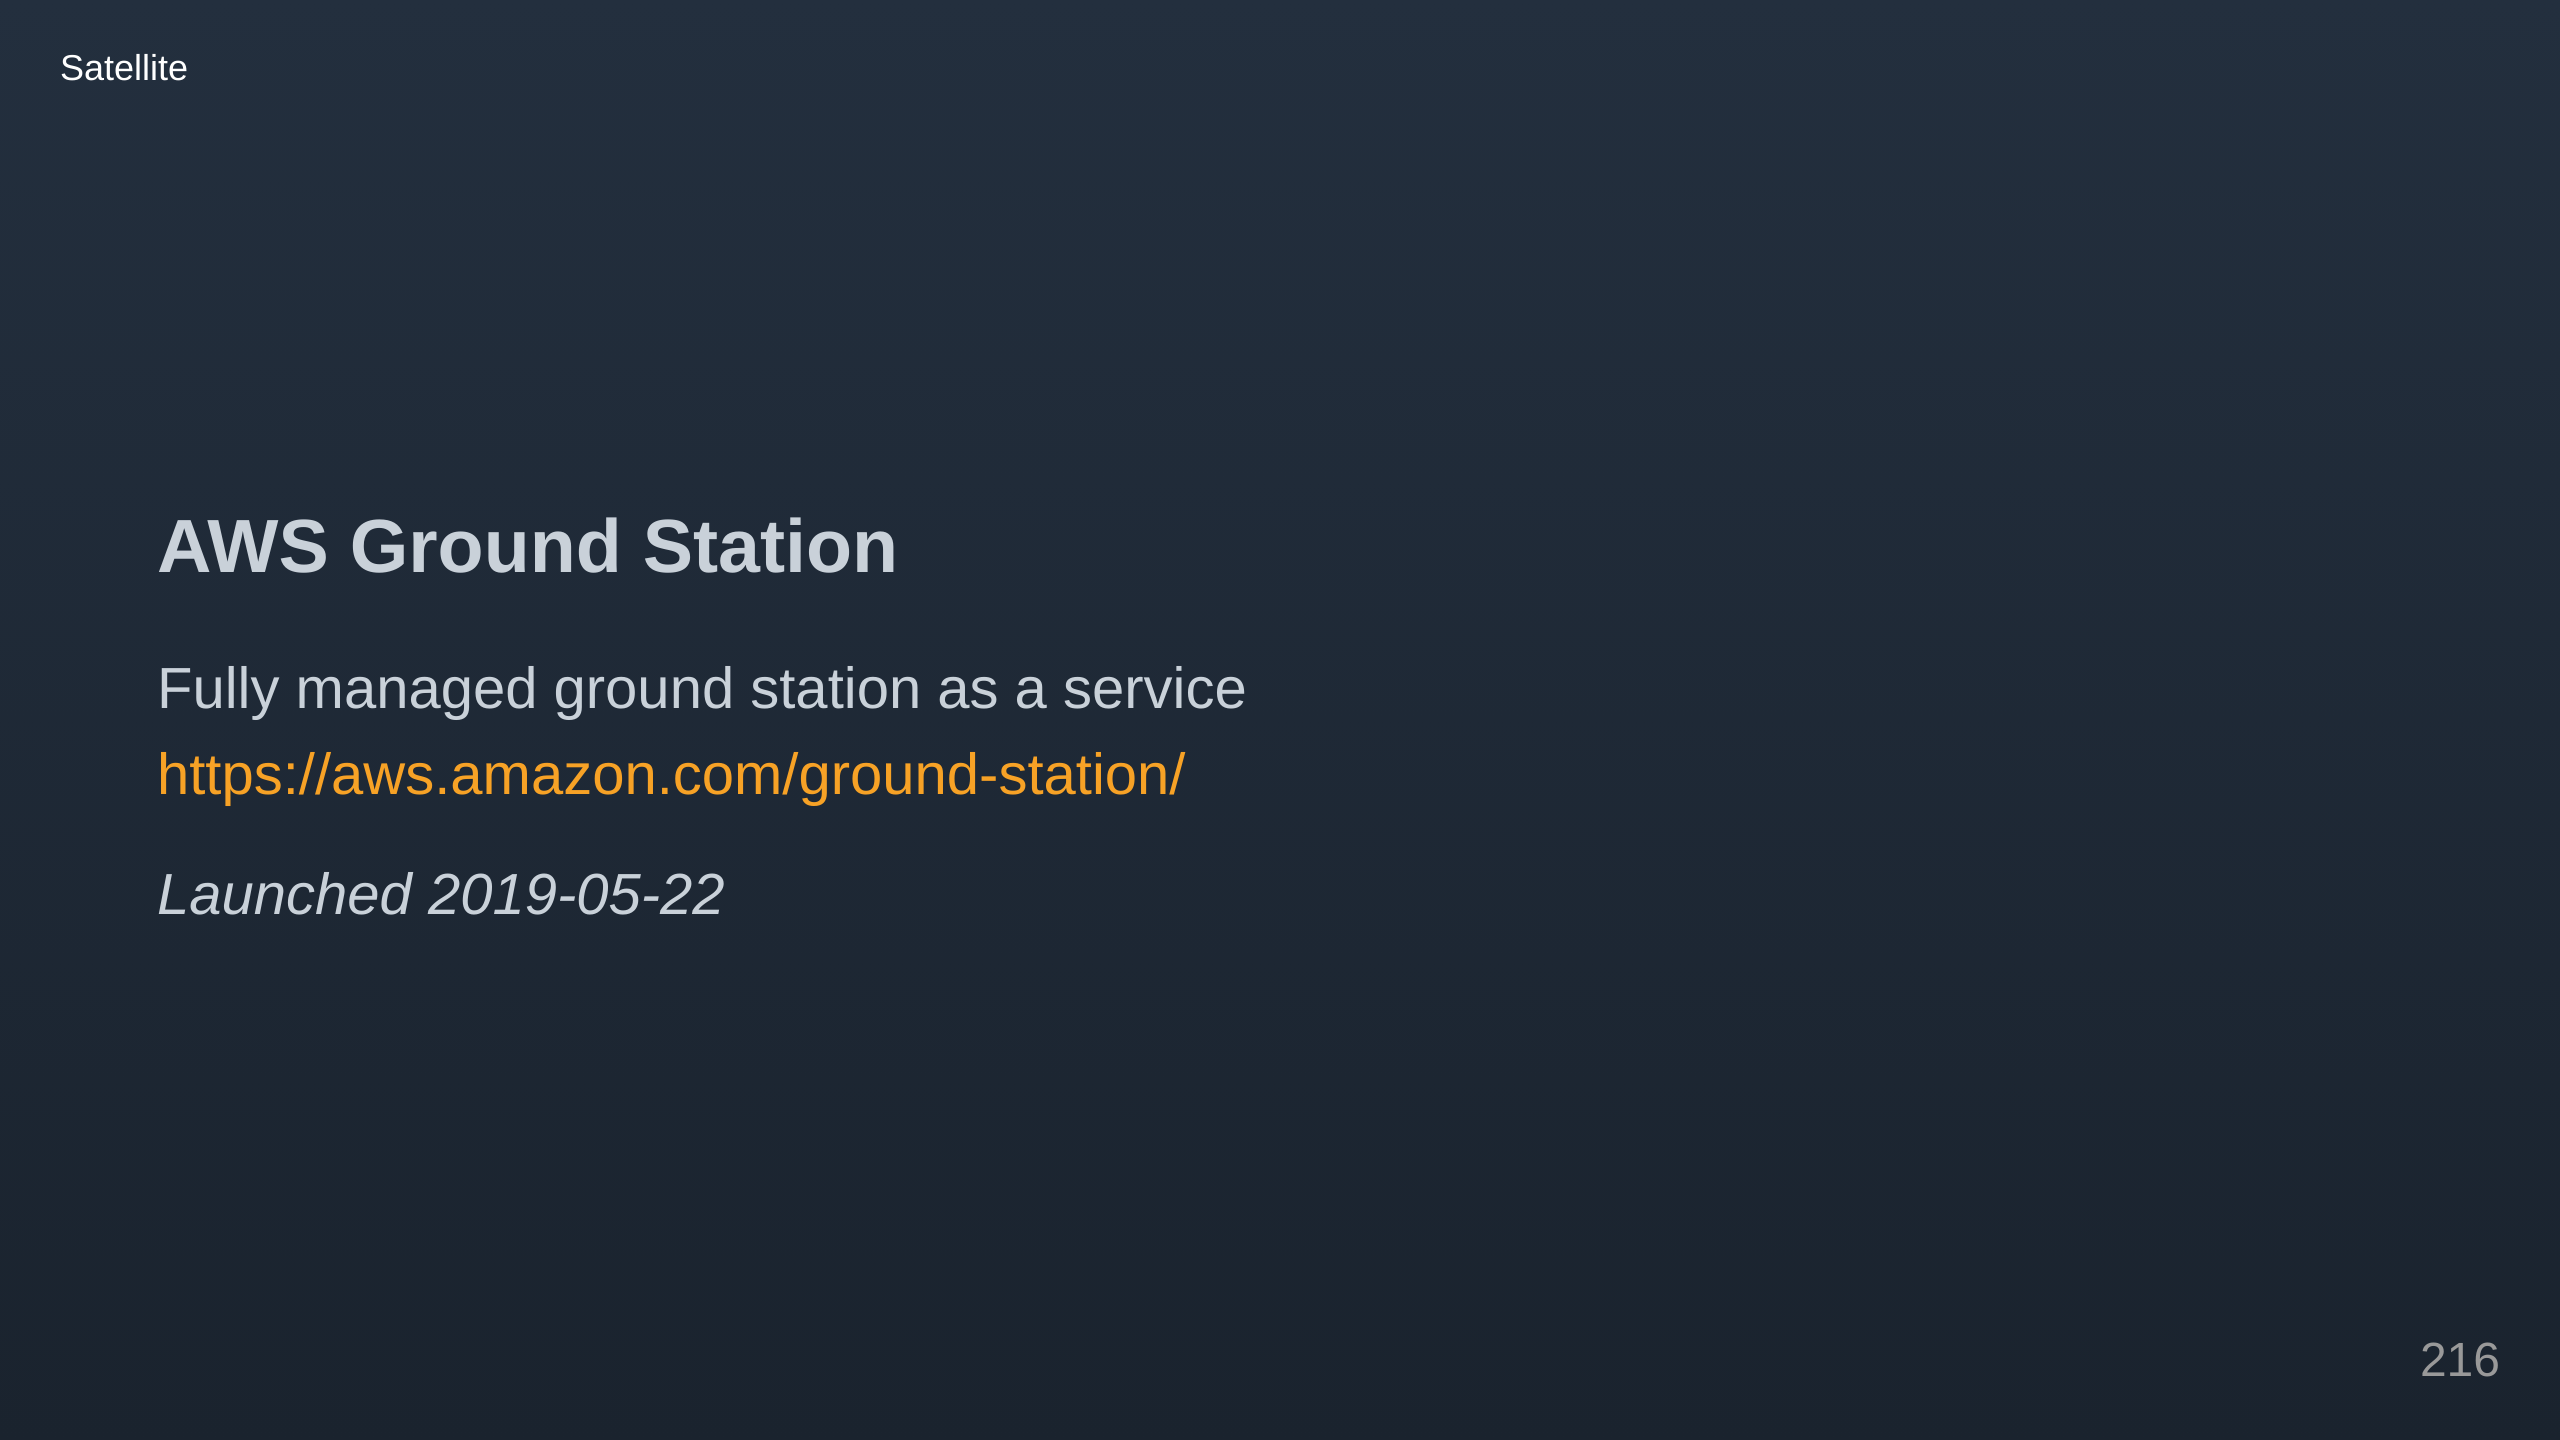 Satellite
AWS Ground Station
Fully managed ground station as a service
https://aws.amazon.com/ground-station/
Launched 2019-05-22
216